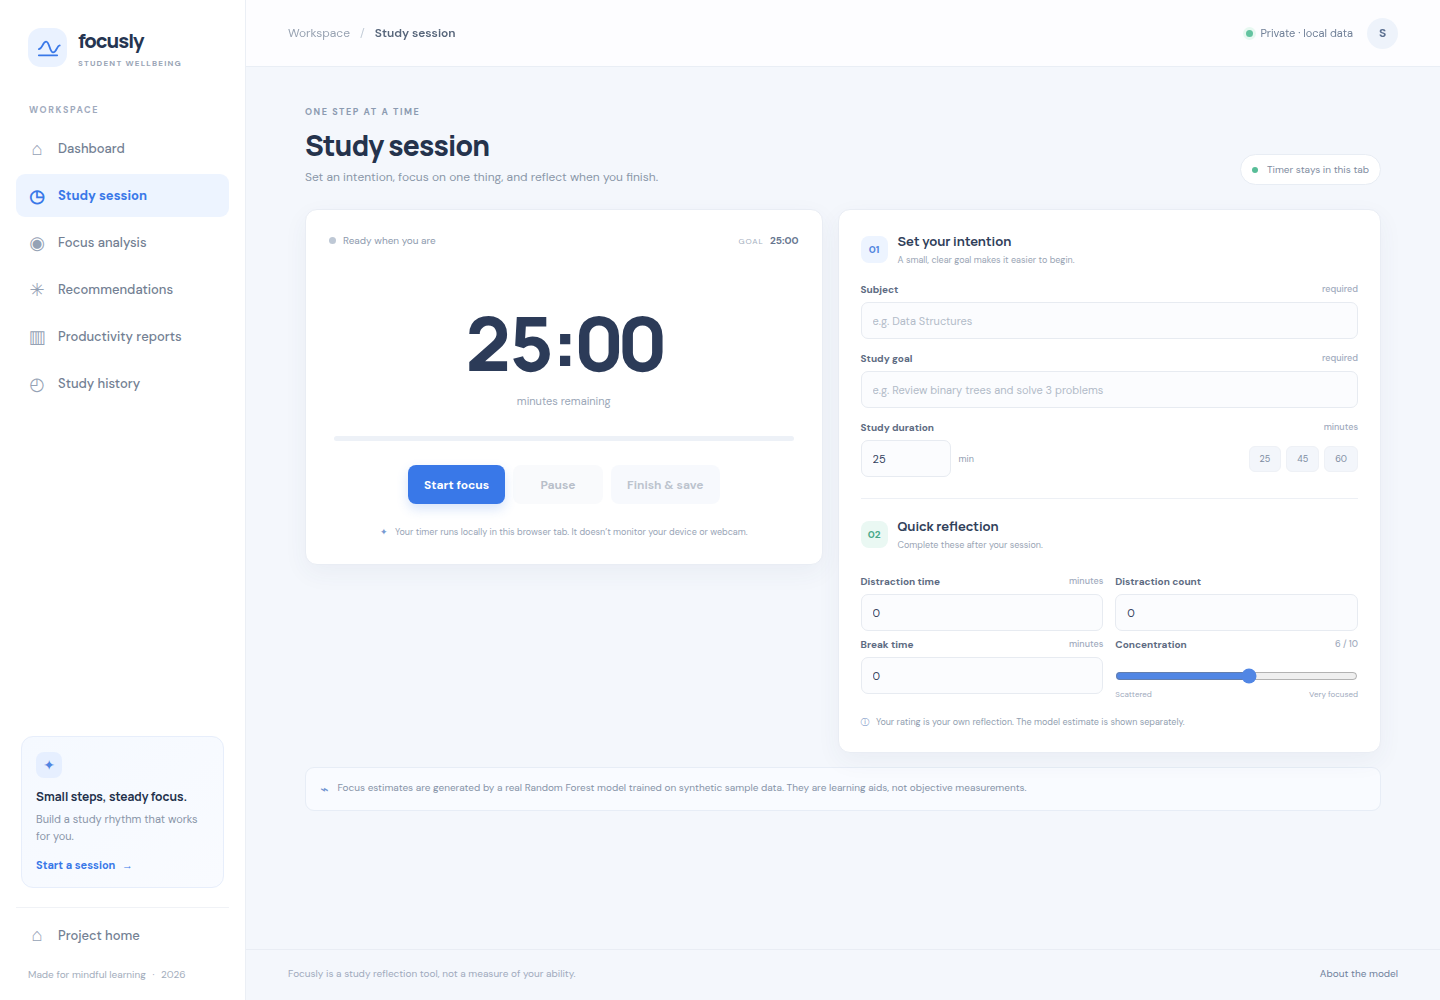 focusly
STUDENT WELLBEING
WORKSPACE
Dashboard
Study session
Focus analysis
Recommendations
Productivity reports
Study history
Small steps, steady focus.
Build a study rhythm that works
for you.
Start a session →
Project home
Made for mindful learning · 2026
Workspace / Study session
Private · local data
S
ONE STEP AT A TIME
Study session
Set an intention, focus on one thing, and reflect when you finish.
Timer stays in this tab
Ready when you are
GOAL 25:00
25:00
minutes remaining
Start focus
Pause
Finish & save
Your timer runs locally in this browser tab. It doesn't monitor your device or webcam.
01
Set your intention
A small, clear goal makes it easier to begin.
Subject required
e.g. Data Structures
Study goal required
e.g. Review binary trees and solve 3 problems
Study duration minutes
25 min
25 45 60
02
Quick reflection
Complete these after your session.
Distraction time minutes
0
Distraction count
0
Break time minutes
0
Concentration 6 / 10
Scattered Very focused
Your rating is your own reflection. The model estimate is shown separately.
Focus estimates are generated by a real Random Forest model trained on synthetic sample data. They are learning aids, not objective measurements.
Focusly is a study reflection tool, not a measure of your ability.
About the model